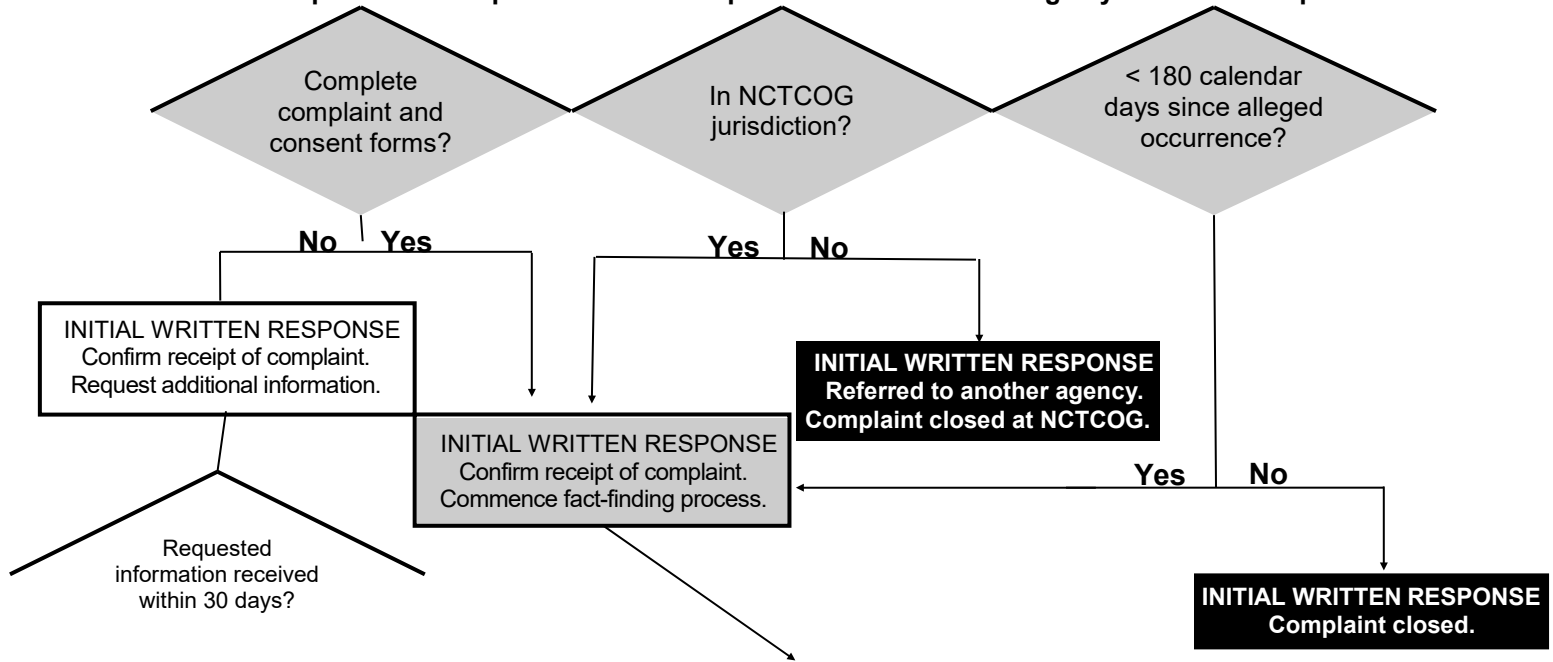 Complete
complaint and
consent forms?
In NCTCOG
jurisdiction?
< 180 calendar
days since alleged
occurrence?
No Yes
Yes No
INITIAL WRITTEN RESPONSE
Confirm receipt of complaint.
Request additional information.
INITIAL WRITTEN RESPONSE
Referred to another agency.
Complaint closed at NCTCOG.
INITIAL WRITTEN RESPONSE
Confirm receipt of complaint.
Commence fact-finding process.
Yes No
Requested
information received
within 30 days?
INITIAL WRITTEN RESPONSE
Complaint closed.